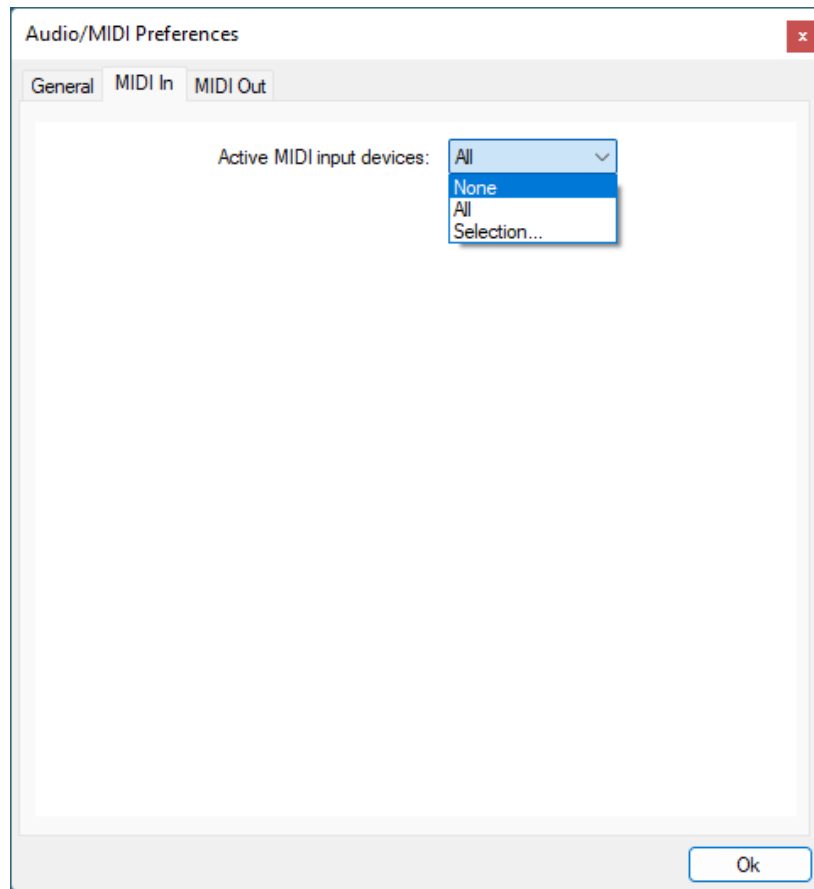 Audio/MIDI Preferences
x
General MIDI In MIDI Out
Active MIDI input devices: All
None
All
Selection...
Ok